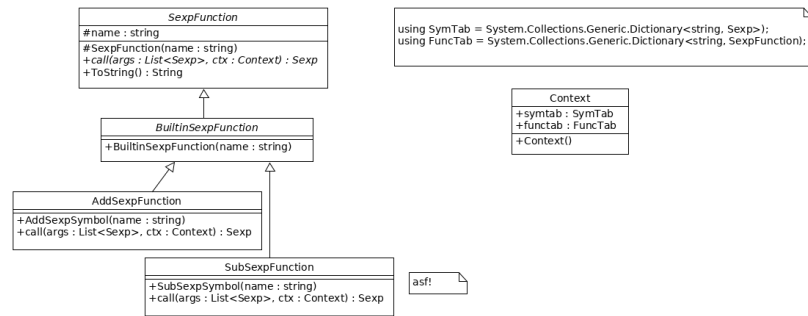 SexpFunction
#name : string
#SexpFunction(name : string)
+call(args : List<Sexp>, ctx : Context) : Sexp
+ToString() : String
using SymTab = System.Collections.Generic.Dictionary<string, Sexp>);
using FuncTab = System.Collections.Generic.Dictionary<string, SexpFunction);
Context
+symtab : SymTab
+functab : FuncTab
+Context()
BuiltinSexpFunction
+BuiltinSexpFunction(name : string)
AddSexpFunction
+AddSexpSymbol(name : string)
+call(args : List<Sexp>, ctx : Context) : Sexp
SubSexpFunction
+SubSexpSymbol(name : string)
+call(args : List<Sexp>, ctx : Context) : Sexp
asf!